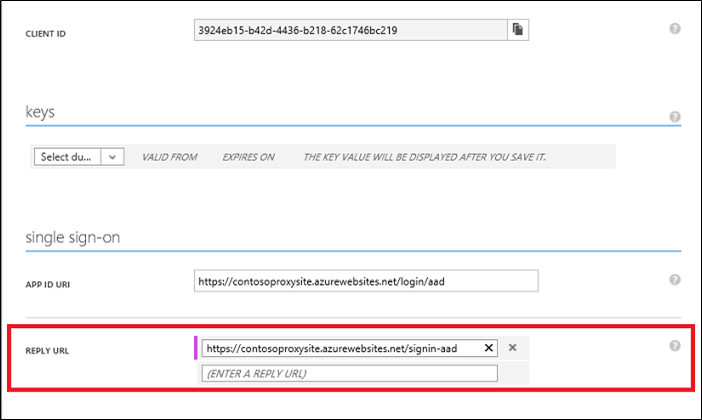 CLIENT ID
3924eb15-b42d-4436-b218-62c1746bc219
?
keys
?
Select du...
VALID FROM EXPIRES ON THE KEY VALUE WILL BE DISPLAYED AFTER YOU SAVE IT.
single sign-on
APP ID URI
https://contosoproxysite.azurewebsites.net/login/aad
?
REPLY URL
https://contosoproxysite.azurewebsites.net/signin-aad
?
(ENTER A REPLY URL)